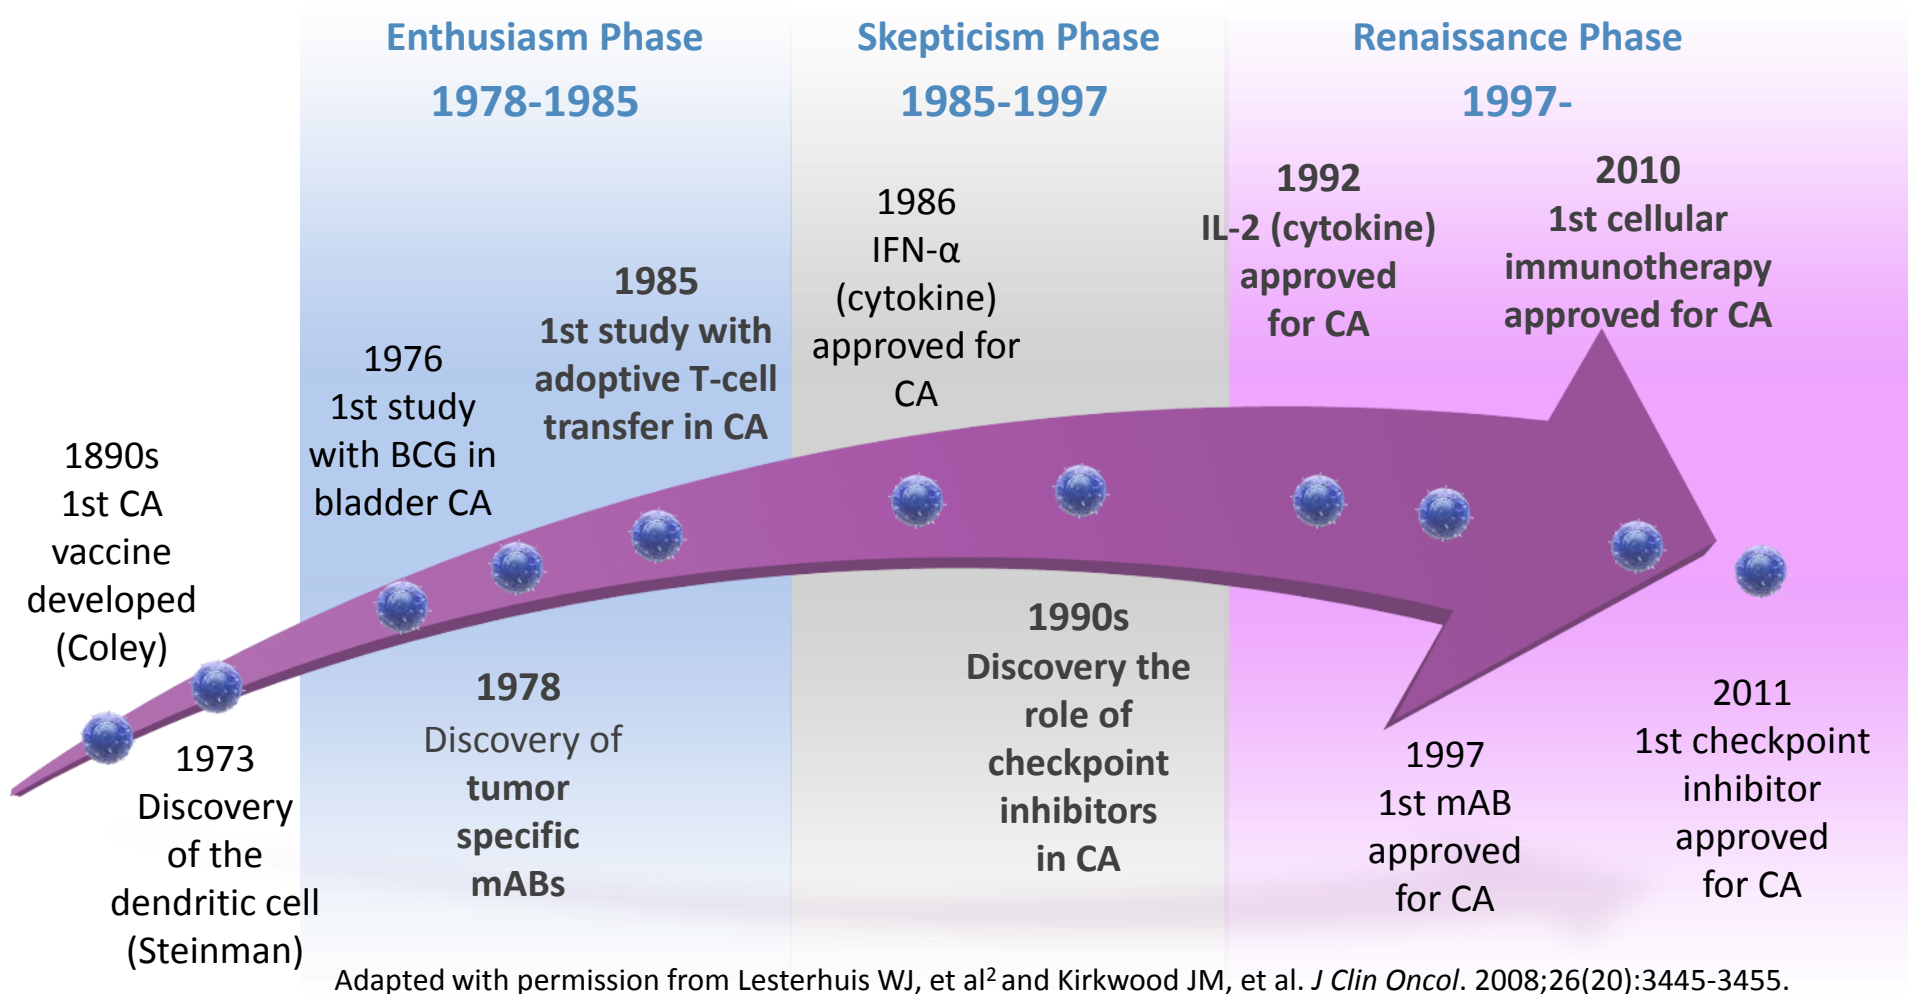 Enthusiasm Phase
1978-1985
Skepticism Phase
1985-1997
Renaissance Phase
1997-
1890s
1st CA
vaccine
developed
(Coley)
1973
Discovery
of the
dendritic cell
(Steinman)
1976
1st study
with BCG in
bladder CA
1978
Discovery of
tumor
specific
mABs
1985
1st study with
adoptive T-cell
transfer in CA
1986
IFN-α
(cytokine)
approved for
CA
1990s
Discovery the
role of
checkpoint
inhibitors
in CA
1992
IL-2 (cytokine)
approved
for CA
1997
1st mAB
approved
for CA
2010
1st cellular
immunotherapy
approved for CA
2011
1st checkpoint
inhibitor
approved
for CA
Adapted with permission from Lesterhuis WJ, et al² and Kirkwood JM, et al. J Clin Oncol. 2008;26(20):3445-3455.